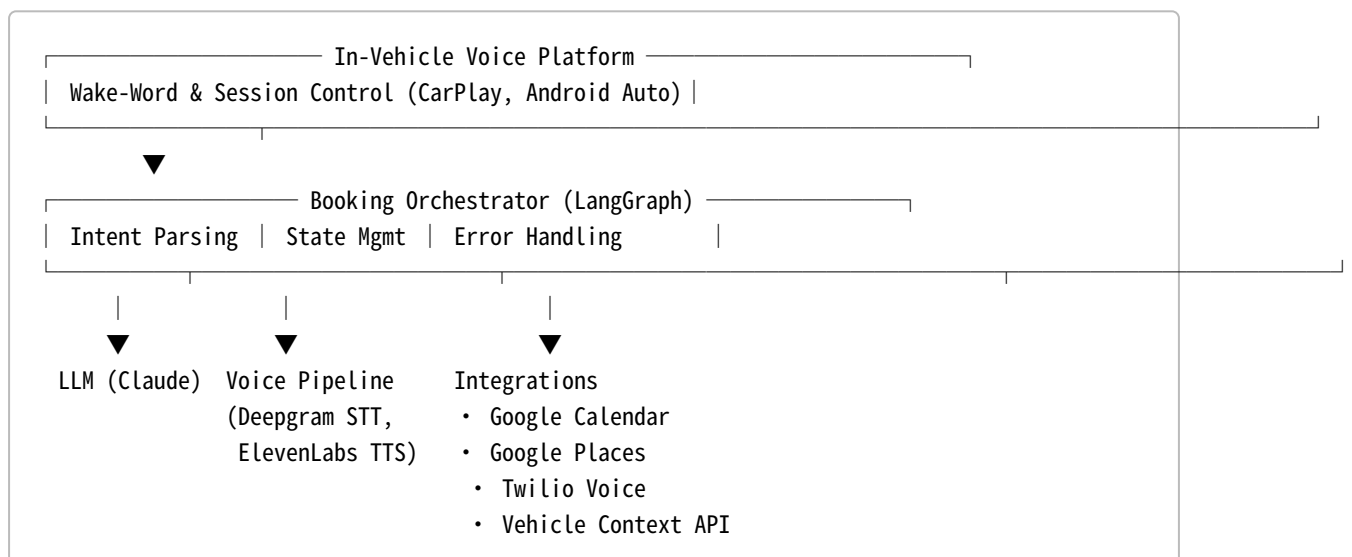 In-Vehicle Voice Platform
Wake-Word & Session Control (CarPlay, Android Auto)
Booking Orchestrator (LangGraph)
Intent Parsing | State Mgmt | Error Handling
LLM (Claude) Voice Pipeline Integrations
(Deepgram STT, • Google Calendar
ElevenLabs TTS) • Google Places
• Twilio Voice
• Vehicle Context API